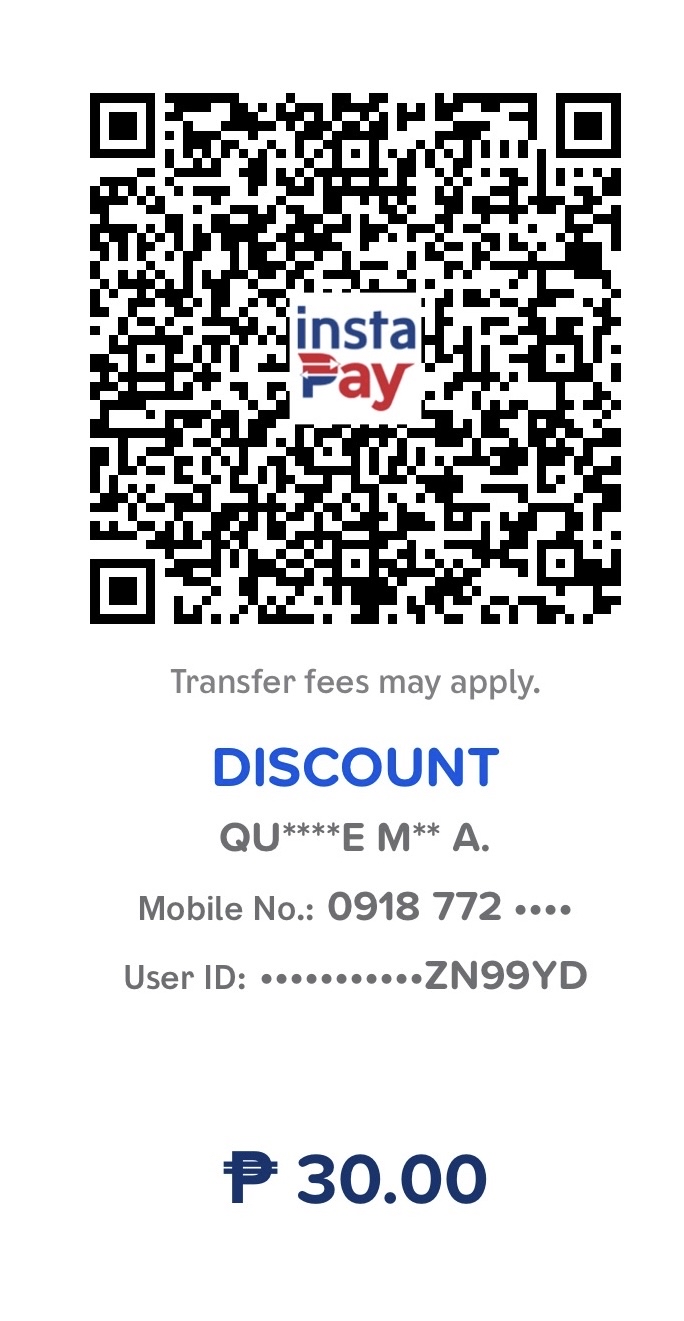 insta
Pay
Transfer fees may apply.
DISCOUNT
QU****E M** A.
Mobile No.: 0918 772 ••••
User ID: •••••••••••ZN99YD
₱ 30.00